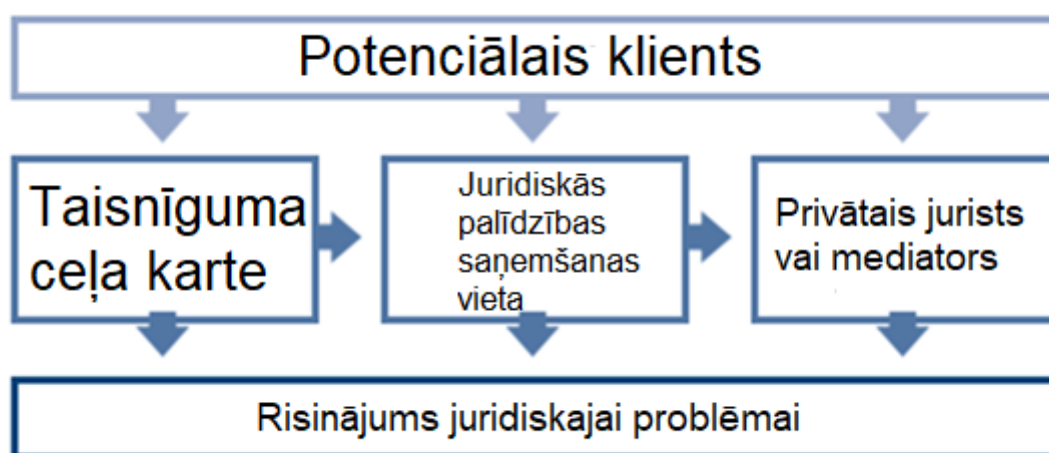 Potenciālais klients
Taisnīguma
ceļa karte
Juridiskās
palīdzības
saņemšanas
vieta
Privātais jurists
vai mediators
Risinājums juridiskajai problēmai